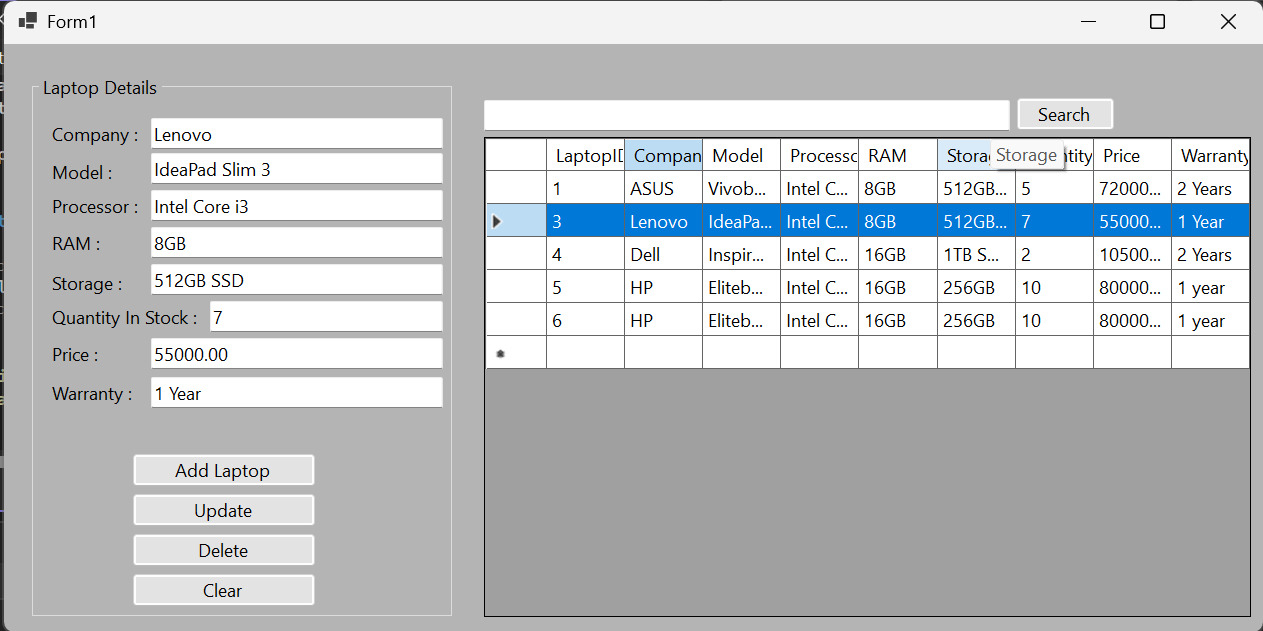 Form1
Laptop Details
Company : Lenovo
Model : IdeaPad Slim 3
Processor : Intel Core i3
RAM : 8GB
Storage : 512GB SSD
Quantity In Stock : 7
Price : 55000.00
Warranty : 1 Year
Add Laptop
Update
Delete
Clear
Search
LaptopID Compan Model Processo RAM Storag Storage tity Price Warranty
1 ASUS Vivob... Intel C... 8GB 512GB... 5 72000... 2 Years
3 Lenovo IdeaPa... Intel C... 8GB 512GB... 7 55000... 1 Year
4 Dell Inspir... Intel C... 16GB 1TB S... 2 10500... 2 Years
5 HP Eliteb... Intel C... 16GB 256GB 10 80000... 1 year
6 HP Eliteb... Intel C... 16GB 256GB 10 80000... 1 year